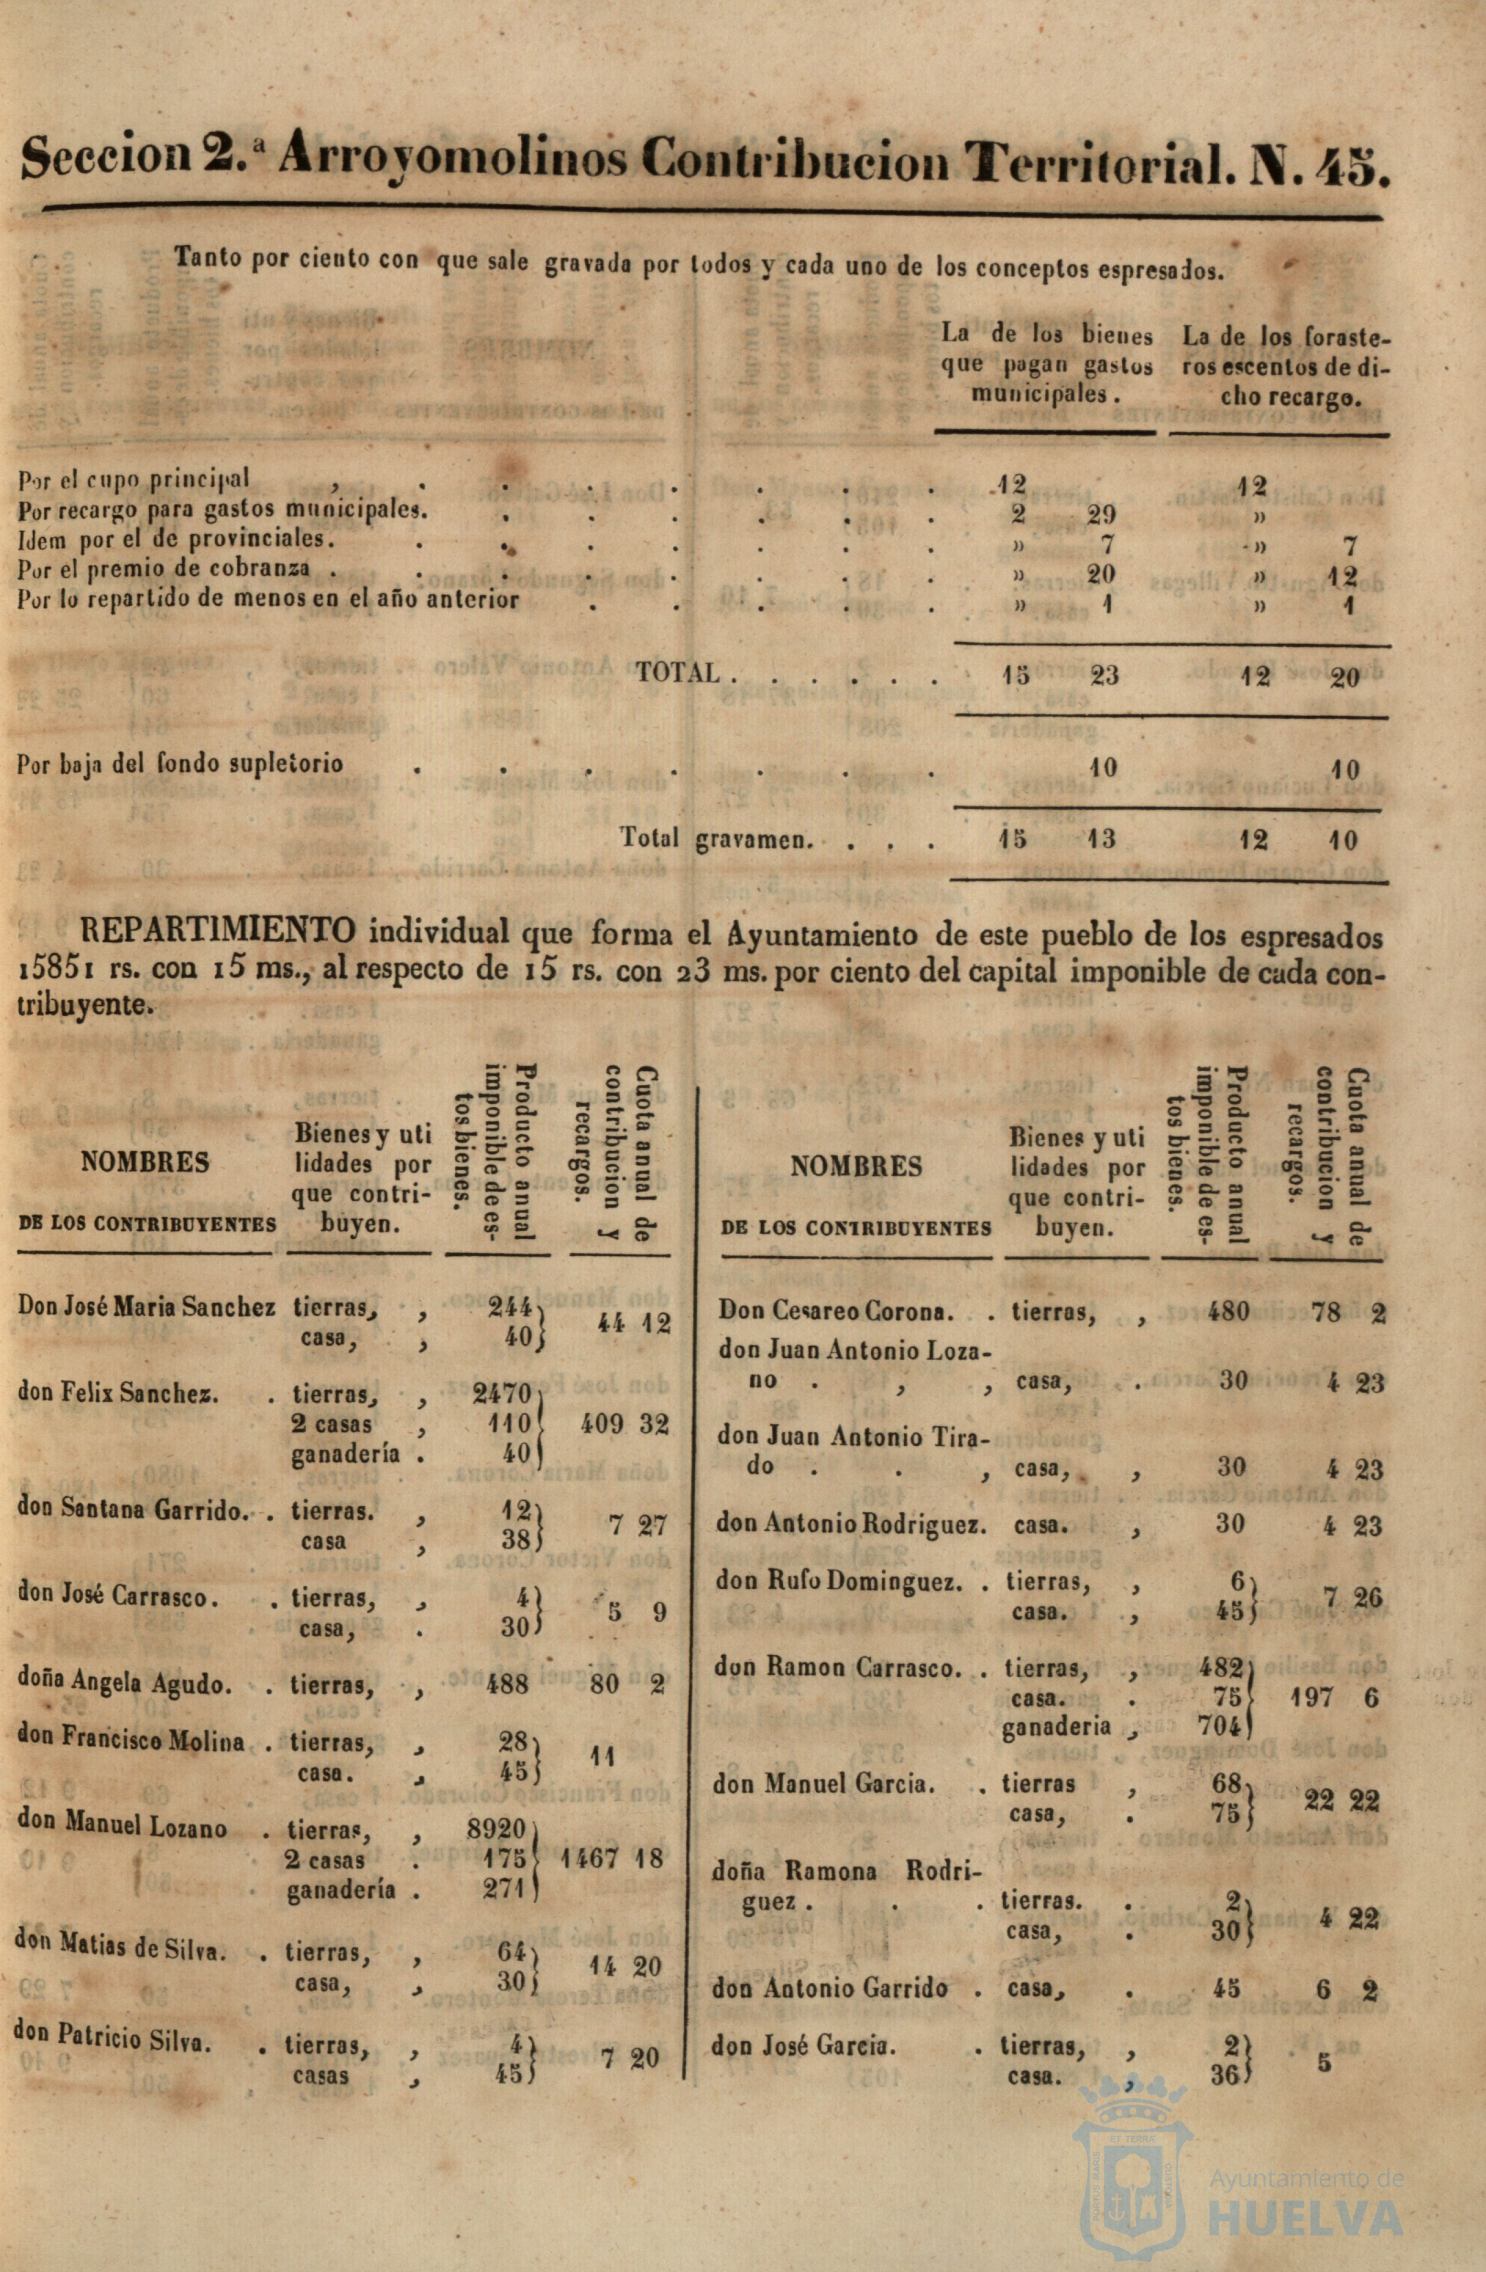 Seccion 2.ª Arroyomolinos Contribucion Territorial. N. 45.
Tanto por ciento con que sale gravada por todos y cada uno de los conceptos espresados.
La de los bienes que pagan gastos municipales.
La de los foraste-
ros escentos de di-
cho recargo.
Por el cupo principal , . . . . . . . 12 12
Por recargo para gastos municipales. . . . . . . 2 29 »
Idem por el de provinciales. . . . . . . . » 7 » 7
Por el premio de cobranza . . . . . . . . » 20 » 12
Por lo repartido de menos en el año anterior . . . . . » 1 » 1
TOTAL . . . . . . 15 23 12 20
Por baja del fondo supletorio . . . . . . . 10 10
Total gravamen. . . . 15 13 12 10
REPARTIMIENTO individual que forma el Ayuntamiento de este pueblo de los espresados
15851 rs. con 15 ms., al respecto de 15 rs. con 23 ms. por ciento del capital imponible de cada con-
tribuyente.
NOMBRES
DE LOS CONTRIBUYENTES
Bienes y uti
lidades por
que contri-
buyen.
Producto anual
imponible de es-
tos bienes.
Cuota anual de
contribucion y
recargos.
Don José Maria Sanchez tierras, , 244
casa, , 40 } 44 12
don Felix Sanchez. . tierras, , 2470
2 casas , 110 } 409 32
ganadería . 40
don Santana Garrido. . tierras. , 12
casa , 38 } 7 27
don José Carrasco. . tierras, , 4
casa, . 30 } 5 9
doña Angela Agudo. . tierras, , 488 80 2
don Francisco Molina . tierras, , 28
casa. , 45 } 11
don Manuel Lozano . tierras, , 8920
2 casas . 175 } 1467 18
ganadería . 271
don Matias de Silva. . tierras, , 64
casa, , 30 } 14 20
don Patricio Silva. . tierras, , 4
casas , 45 } 7 20
NOMBRES
DE LOS CONTRIBUYENTES
Bienes y uti
lidades por
que contri-
buyen.
Producto anual
imponible de es-
tos bienes.
Cuota anual de
contribucion y
recargos.
Don Cesareo Corona. . tierras, , 480 78 2
don Juan Antonio Loza-
no . , , casa, . 30 4 23
don Juan Antonio Tira-
do . . , casa, , 30 4 23
don Antonio Rodriguez. casa. , 30 4 23
don Rufo Dominguez. . tierras, , 6
casa. , 45 } 7 26
don Ramon Carrasco. . tierras, , 482
casa. . 75 } 197 6
ganaderia , 704
don Manuel Garcia. . tierras , 68
casa, . 75 } 22 22
doña Ramona Rodri-
guez . . . tierras. . 2
casa, . 30 } 4 22
don Antonio Garrido . casa, . 45 6 2
don José Garcia. . tierras, , 2
casa. , 36 } 5
ET TERRÆ
PORTUS MARIS
CUSTODIA
Ayuntamiento de
HUELVA